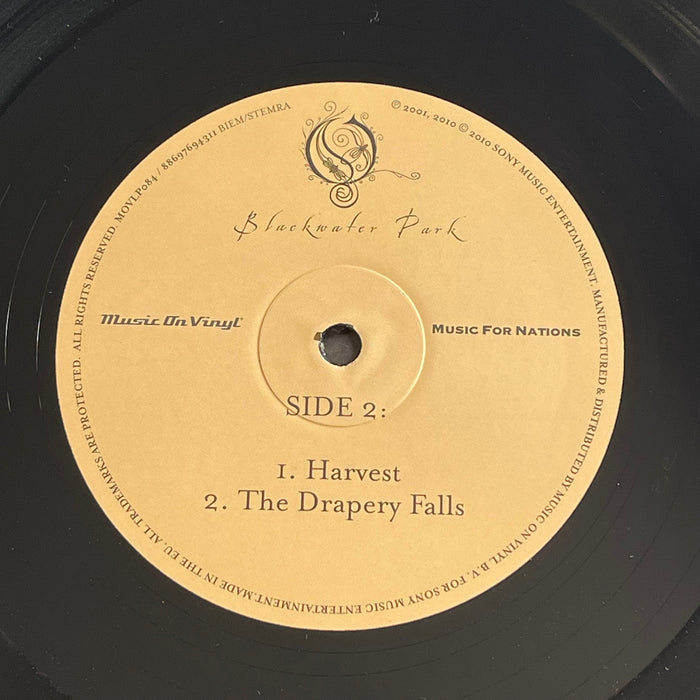 MOVLP084 / 88697694311 BIEM/STEMRA
℗ 2001, 2010 © 2010 SONY MUSIC ENTERTAINMENT. MANUFACTURED & DISTRIBUTED BY MUSIC ON VINYL B.V. FOR SONY MUSIC ENTERTAINMENT. MADE IN THE EU. ALL TRADEMARKS ARE PROTECTED. ALL RIGHTS RESERVED.
Blackwater Park
Music On Vinyl®
MUSIC FOR NATIONS
SIDE 2:
1. Harvest
2. The Drapery Falls